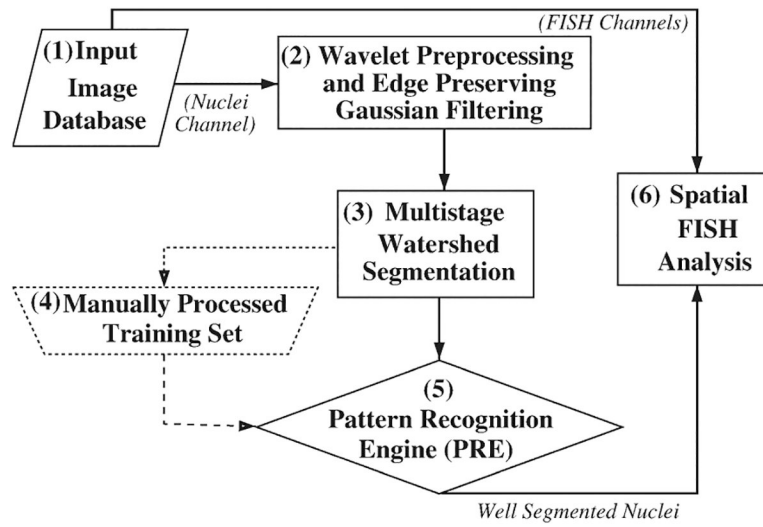 (FISH Channels)
(1) Input
Image
Database
(Nuclei
Channel)
(2) Wavelet Preprocessing
and Edge Preserving
Gaussian Filtering
(3) Multistage
Watershed
Segmentation
(6) Spatial
FISH
Analysis
(4) Manually Processed
Training Set
(5)
Pattern Recognition
Engine (PRE)
Well Segmented Nuclei